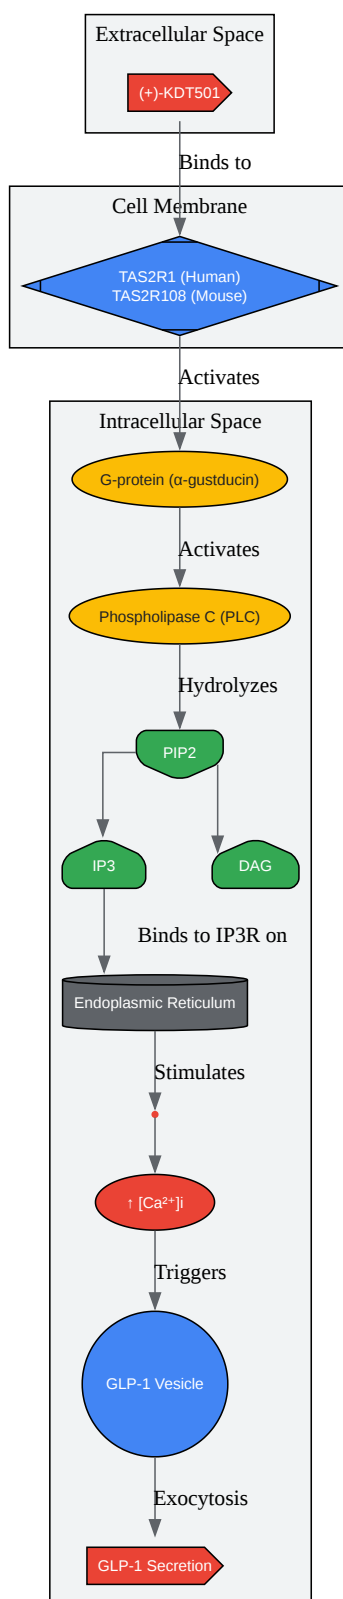 Extracellular Space
(+)-KDT501
Binds to
Cell Membrane
TAS2R1 (Human)
TAS2R108 (Mouse)
Activates
Intracellular Space
G-protein (α-gustducin)
Activates
Phospholipase C (PLC)
Hydrolyzes
PIP2
IP3
DAG
Binds to IP3R on
Endoplasmic Reticulum
Stimulates
↑ [Ca²⁺]i
Triggers
GLP-1 Vesicle
Exocytosis
GLP-1 Secretion